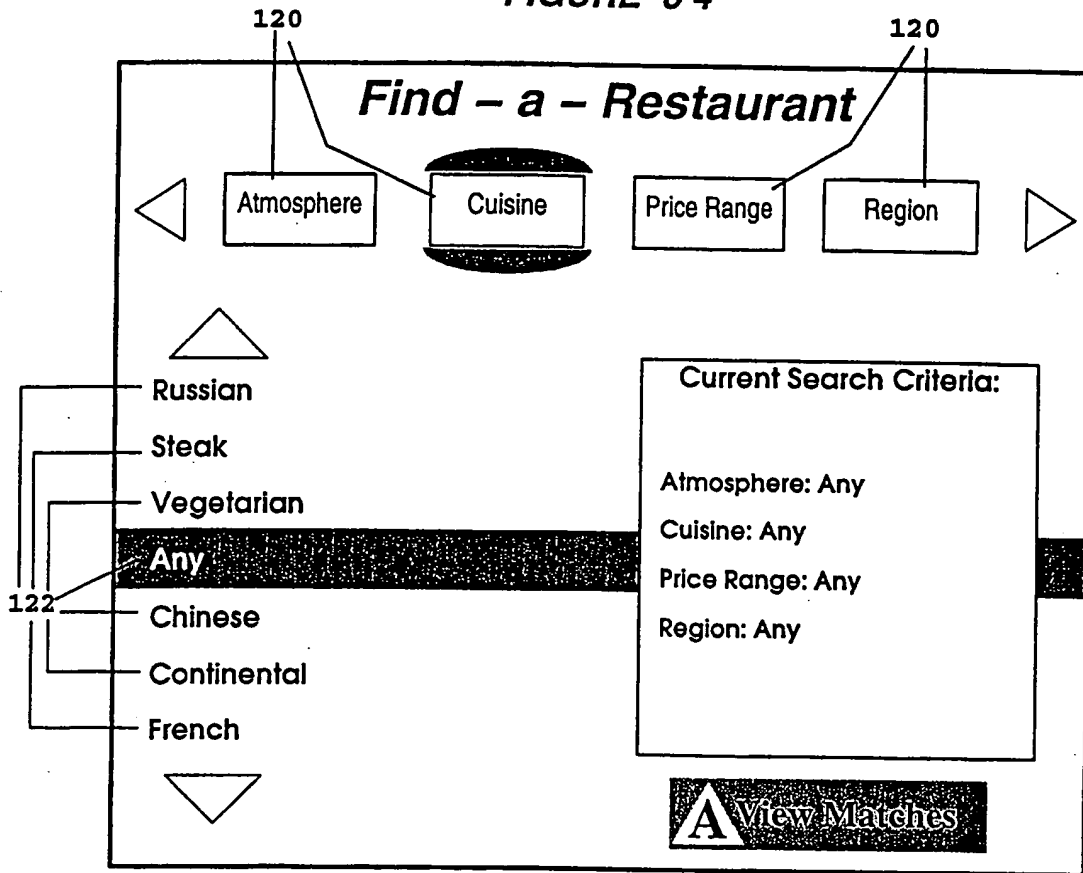 120
120
Find – a – Restaurant
Atmosphere
Cuisine
Price Range
Region
Russian
Steak
Vegetarian
Any
Chinese
Continental
French
122
Current Search Criteria:
Atmosphere: Any
Cuisine: Any
Price Range: Any
Region: Any
A View Matches